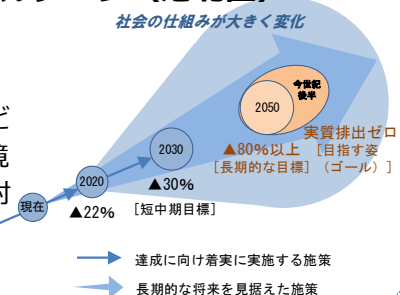 社会の仕組みが大きく変化
ど
境
村
今世紀
後半
2050
実質排出ゼロ
▲80%以上 [目指す姿
[長期的な目標] (ゴール)]
2030
▲30%
[短中期目標]
2020
▲22%
現在
達成に向け着実に実施する施策
長期的な将来を見据えた施策